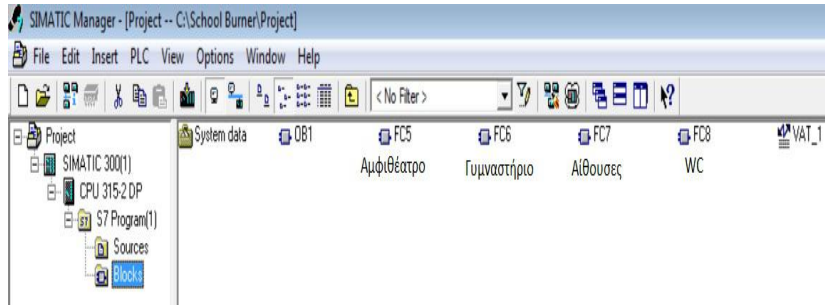 SIMATIC Manager - [Project -- C:\School Burner\Project]
File Edit Insert PLC View Options Window Help
< No Filter >
Project
SIMATIC 300(1)
CPU 315-2 DP
S7 Program(1)
Sources
Blocks
System data OB1 FC5 FC6 FC7 FC8 VAT_1
Αμφιθέατρο Γυμναστήριο Αίθουσες WC